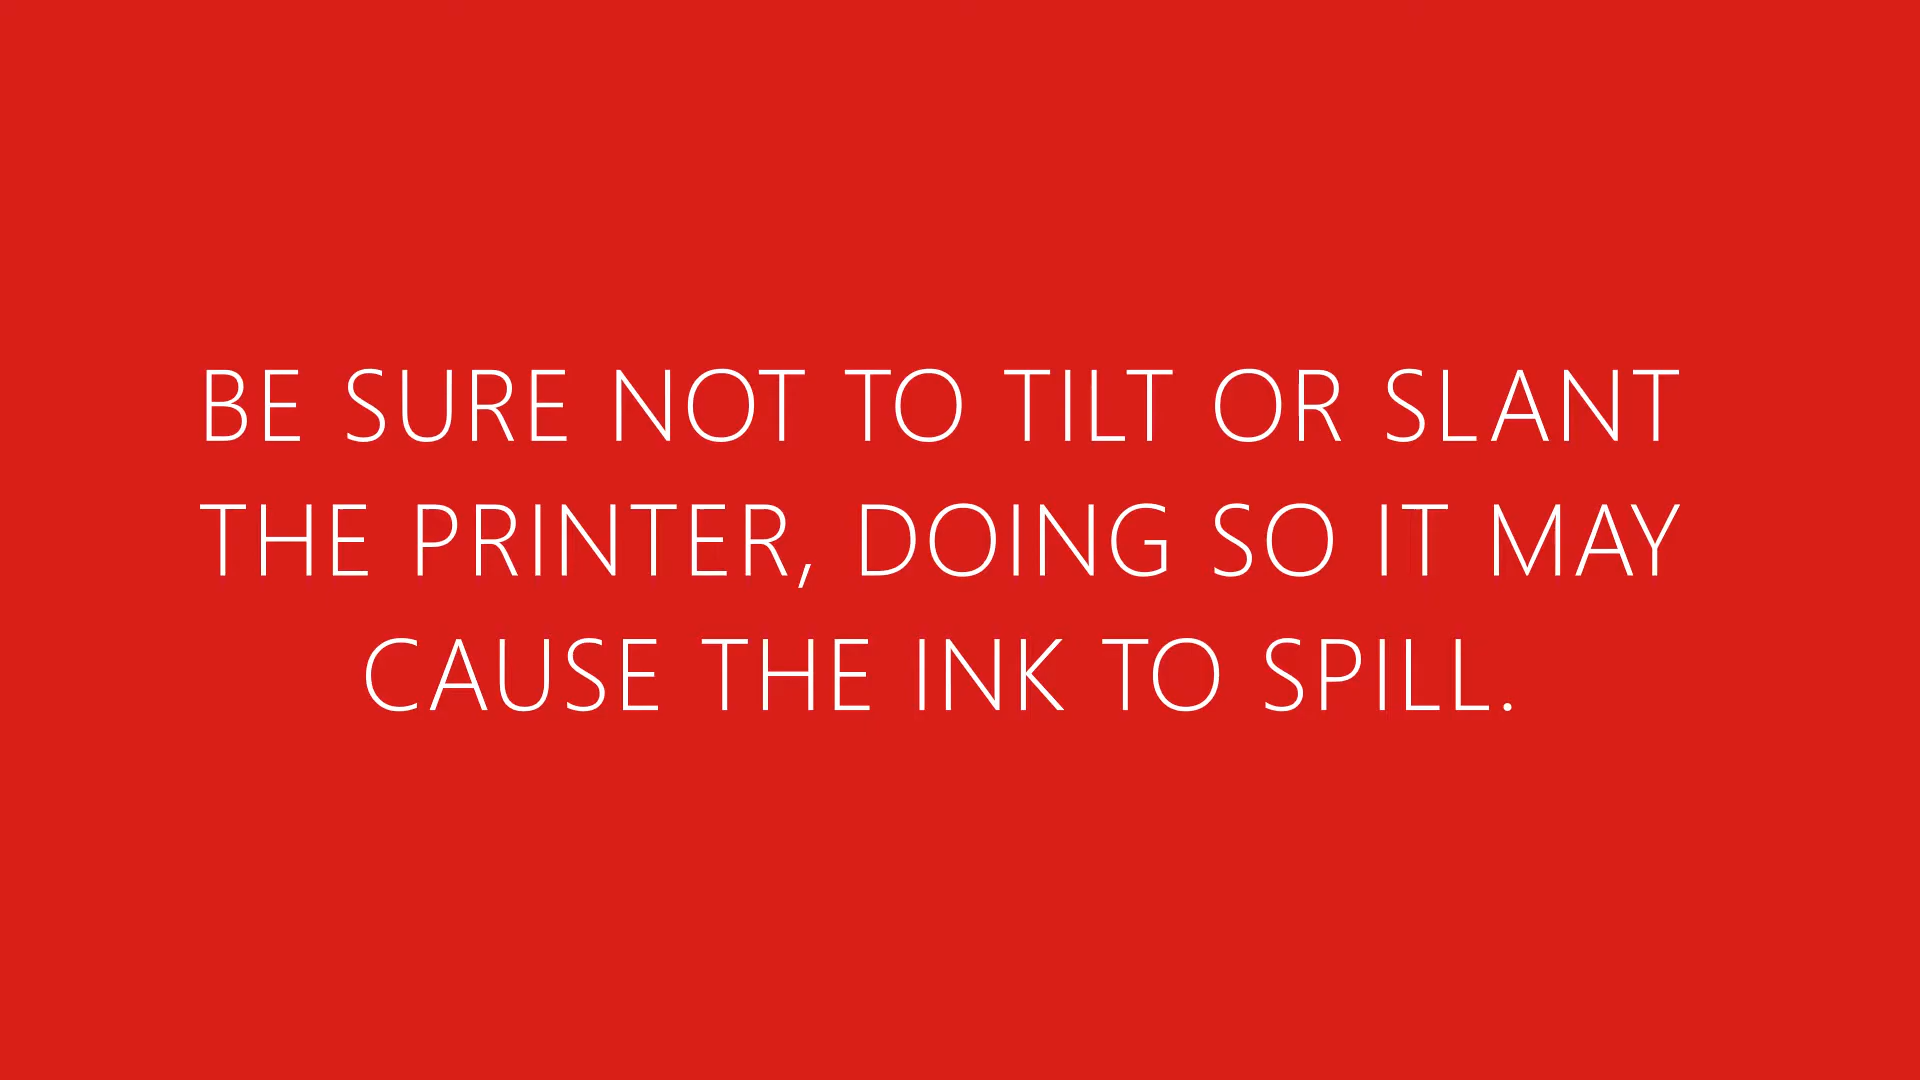 BE SURE NOT TO TILT OR SLANT
THE PRINTER, DOING SO IT MAY
CAUSE THE INK TO SPILL.